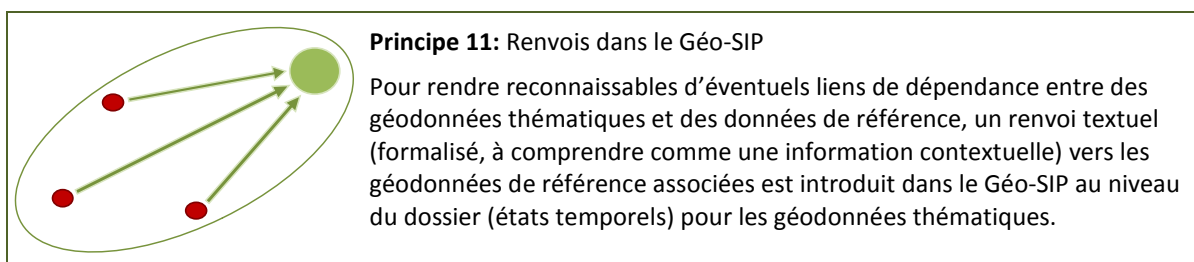 Principe 11: Renvois dans le Géo-SIP
Pour rendre reconnaissables d’éventuels liens de dépendance entre des
géodonnées thématiques et des données de référence, un renvoi textuel
(formalisé, à comprendre comme une information contextuelle) vers les
géodonnées de référence associées est introduit dans le Géo-SIP au niveau
du dossier (états temporels) pour les géodonnées thématiques.